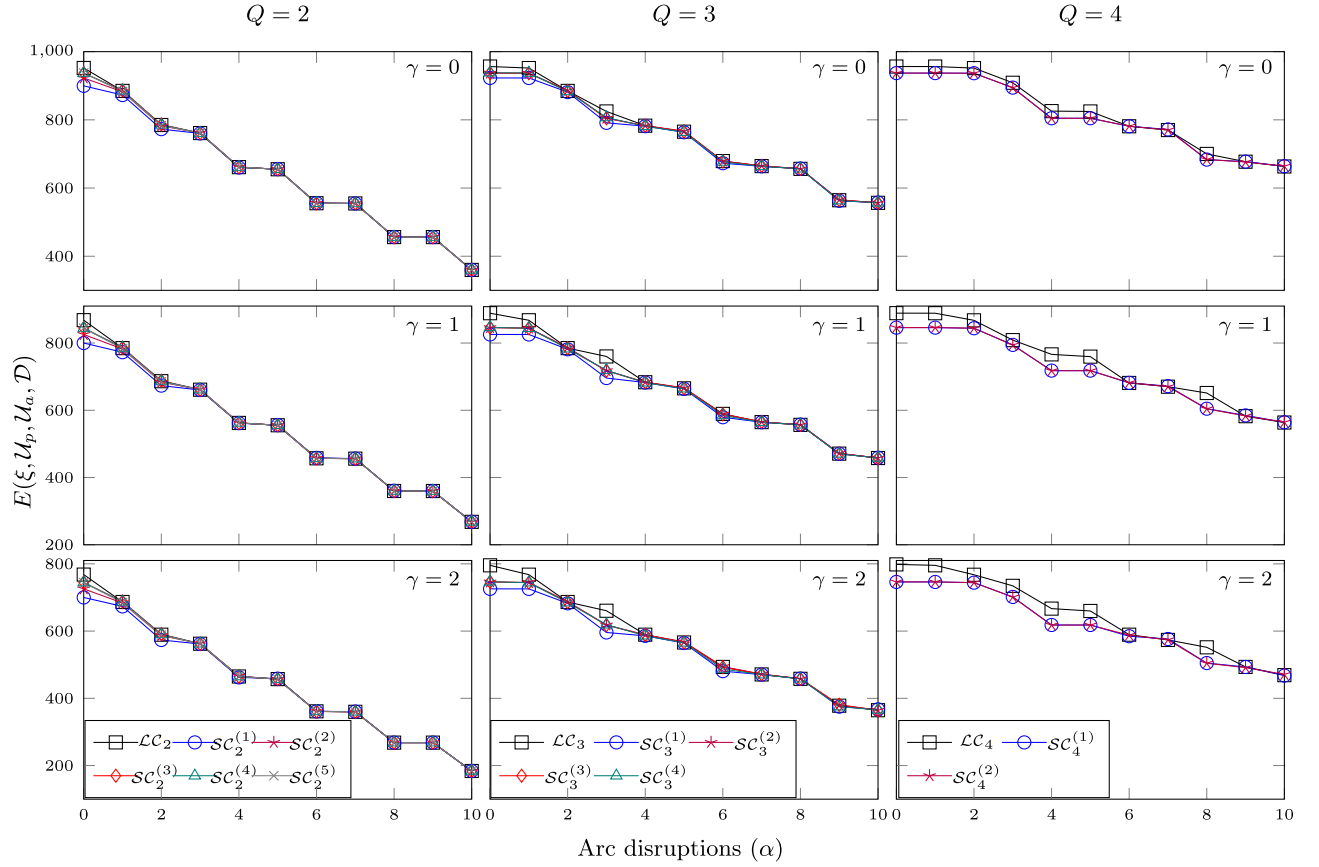 Q = 2 Q = 3 Q = 4
1,000
800
600
400
γ = 0 γ = 0 γ = 0
800
600
400
200
γ = 1 γ = 1 γ = 1
800
600
400
200
γ = 2 γ = 2 γ = 2
E(ξ, 𝒰ₚ, 𝒰ₐ, 𝒟)
ℒ𝒞₂ 𝒮𝒞₂⁽¹⁾ 𝒮𝒞₂⁽²⁾
𝒮𝒞₂⁽³⁾ 𝒮𝒞₂⁽⁴⁾ 𝒮𝒞₂⁽⁵⁾
ℒ𝒞₃ 𝒮𝒞₃⁽¹⁾ 𝒮𝒞₃⁽²⁾
𝒮𝒞₃⁽³⁾ 𝒮𝒞₃⁽⁴⁾
ℒ𝒞₄ 𝒮𝒞₄⁽¹⁾
𝒮𝒞₄⁽²⁾
0 2 4 6 8 10 0 2 4 6 8 10 0 2 4 6 8 10
Arc disruptions (α)